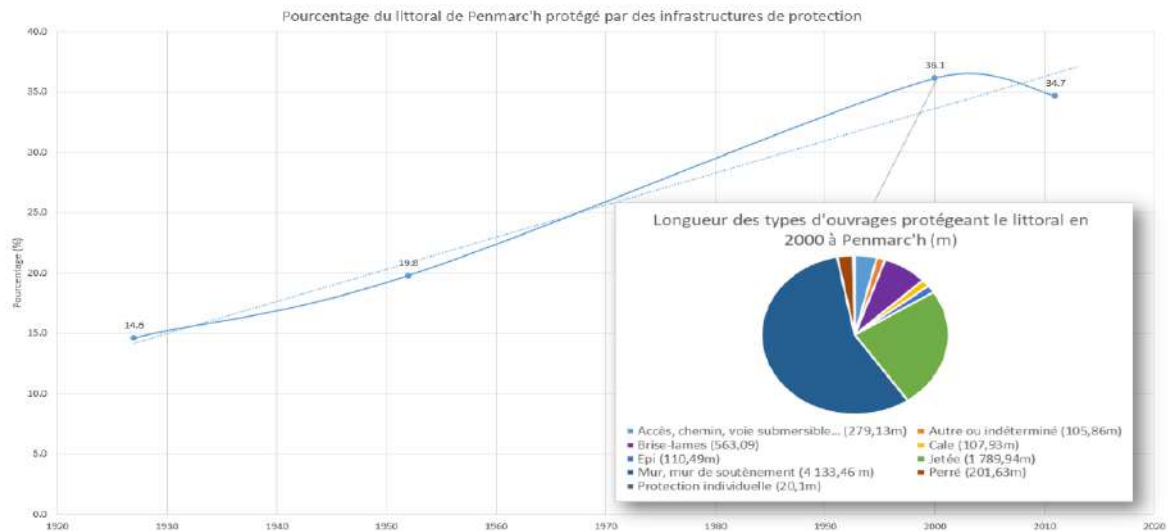 Pourcentage du littoral de Penmarc'h protégé par des infrastructures de protection
40.0
35.0
30.0
25.0
20.0
15.0
10.0
5.0
0.0
Pourcentage (%)
14.6
19.8
36.1
34.7
Longueur des types d'ouvrages protégeant le littoral en
2000 à Penmarc'h (m)
Accès, chemin, voie submersible... (279,13m)
Autre ou indéterminé (105,86m)
Brise-lames (563,09)
Cale (107,93m)
Epi (110,49m)
Jetée (1 789,94m)
Mur, mur de soutènement (4 133,46 m)
Perré (201,63m)
Protection individuelle (20,1m)
1920 1930 1940 1950 1960 1970 1980 1990 2000 2010 2020